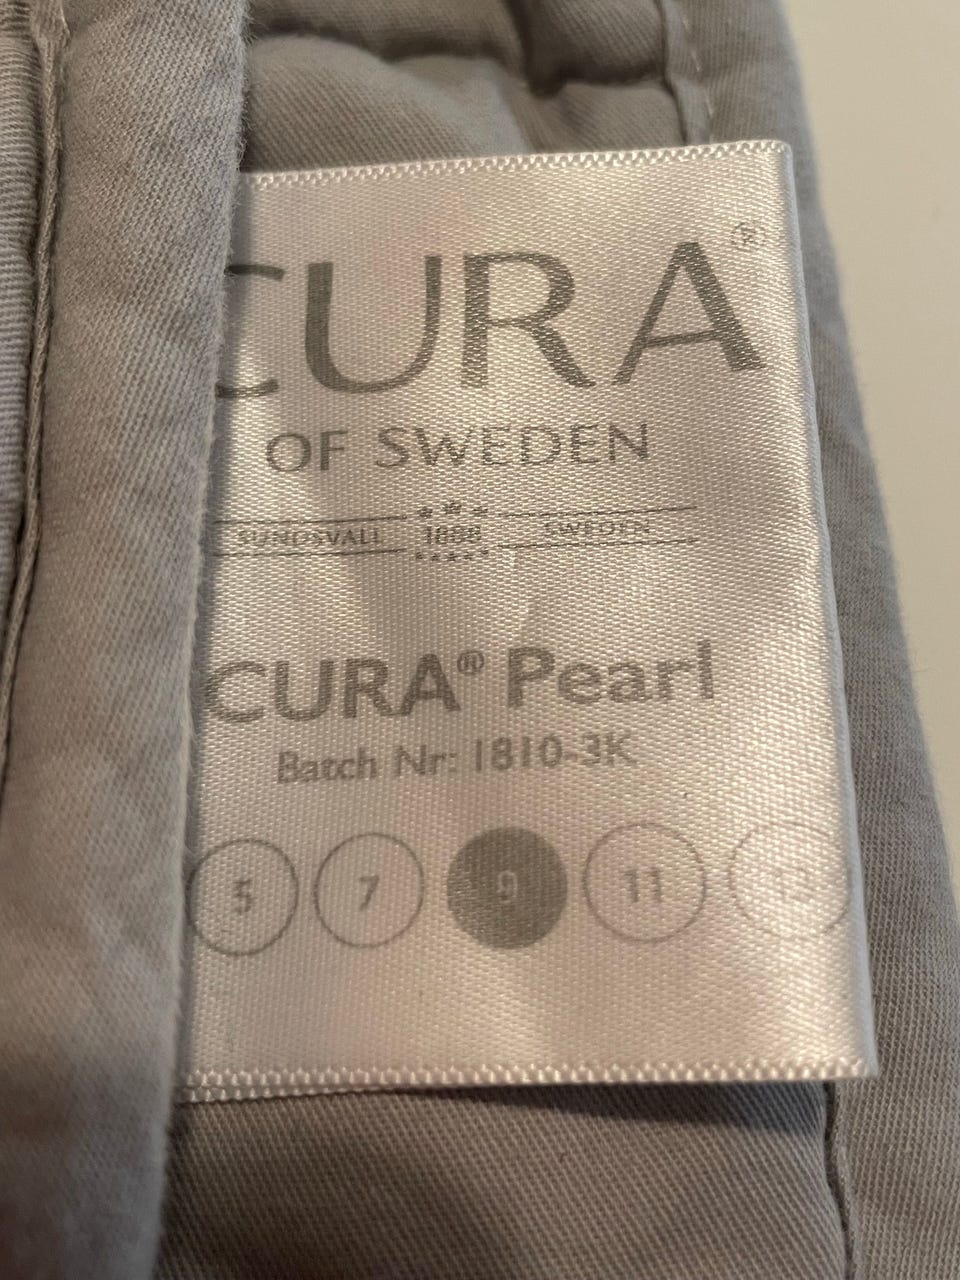 CURA®
OF SWEDEN
SUNDSVALL 1888 SWEDEN
CURA® Pearl
Batch Nr: 1810-3K
5 7 9 11